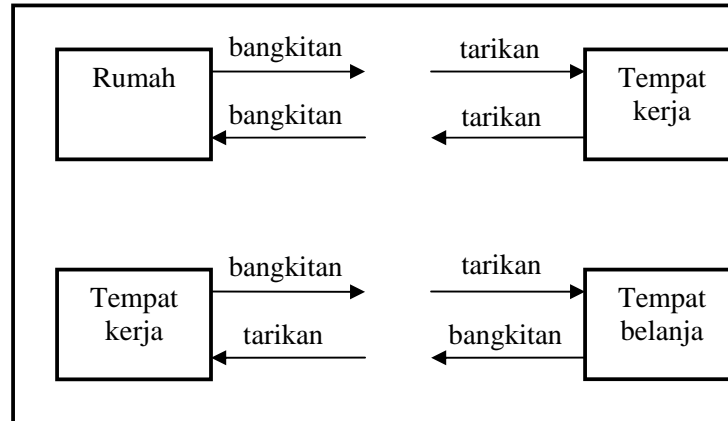 bangkitan tarikan
Rumah Tempat
kerja
bangkitan tarikan
bangkitan tarikan
Tempat Tempat
kerja belanja
tarikan bangkitan